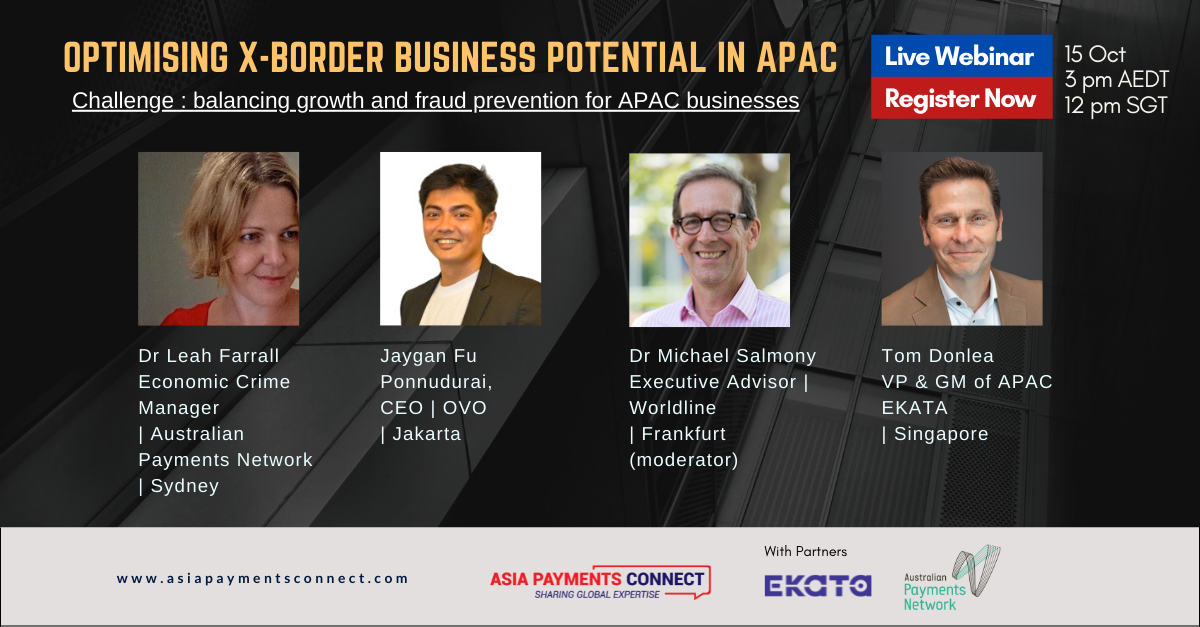 OPTIMISING X-BORDER BUSINESS POTENTIAL IN APAC
Challenge : balancing growth and fraud prevention for APAC businesses
Live Webinar
Register Now
15 Oct
3 pm AEDT
12 pm SGT
Dr Leah Farrall
Economic Crime
Manager
| Australian
Payments Network
| Sydney
Jaygan Fu
Ponnudurai,
CEO | OVO
| Jakarta
Dr Michael Salmony
Executive Advisor |
Worldline
| Frankfurt
(moderator)
Tom Donlea
VP & GM of APAC
EKATA
| Singapore
www.asiapaymentsconnect.com
ASIA PAYMENTS CONNECT
SHARING GLOBAL EXPERTISE
With Partners
EKATA
Australian
Payments
Network